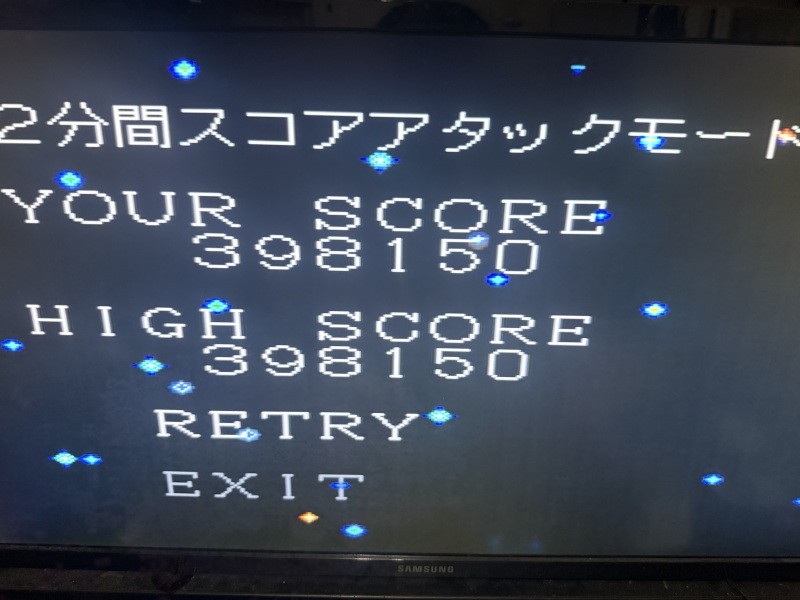 2分間スコアアタックモード
YOUR SCORE
398150
HIGH SCORE
398150
RETRY
EXIT
SAMSUNG